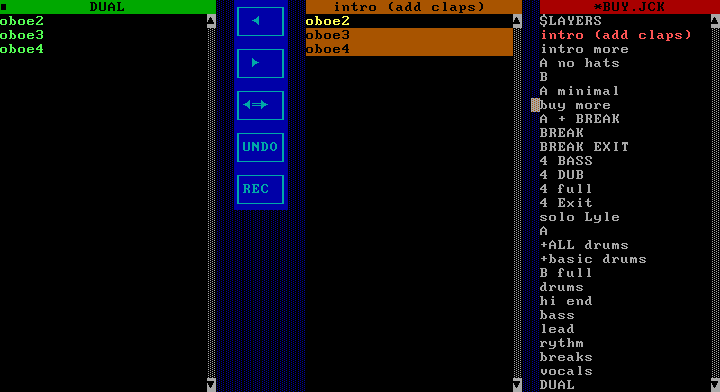 DUAL
oboe2
oboe3
oboe4
UNDO
REC
intro (add claps)
oboe2
oboe3
oboe4
*BUY.JCK
$LAYERS
intro (add claps)
intro more
A no hats
B
A minimal
buy more
A + BREAK
BREAK
BREAK EXIT
4 BASS
4 DUB
4 full
4 Exit
solo Lyle
A
+ALL drums
+basic drums
B full
drums
hi end
bass
lead
rythm
breaks
vocals
DUAL